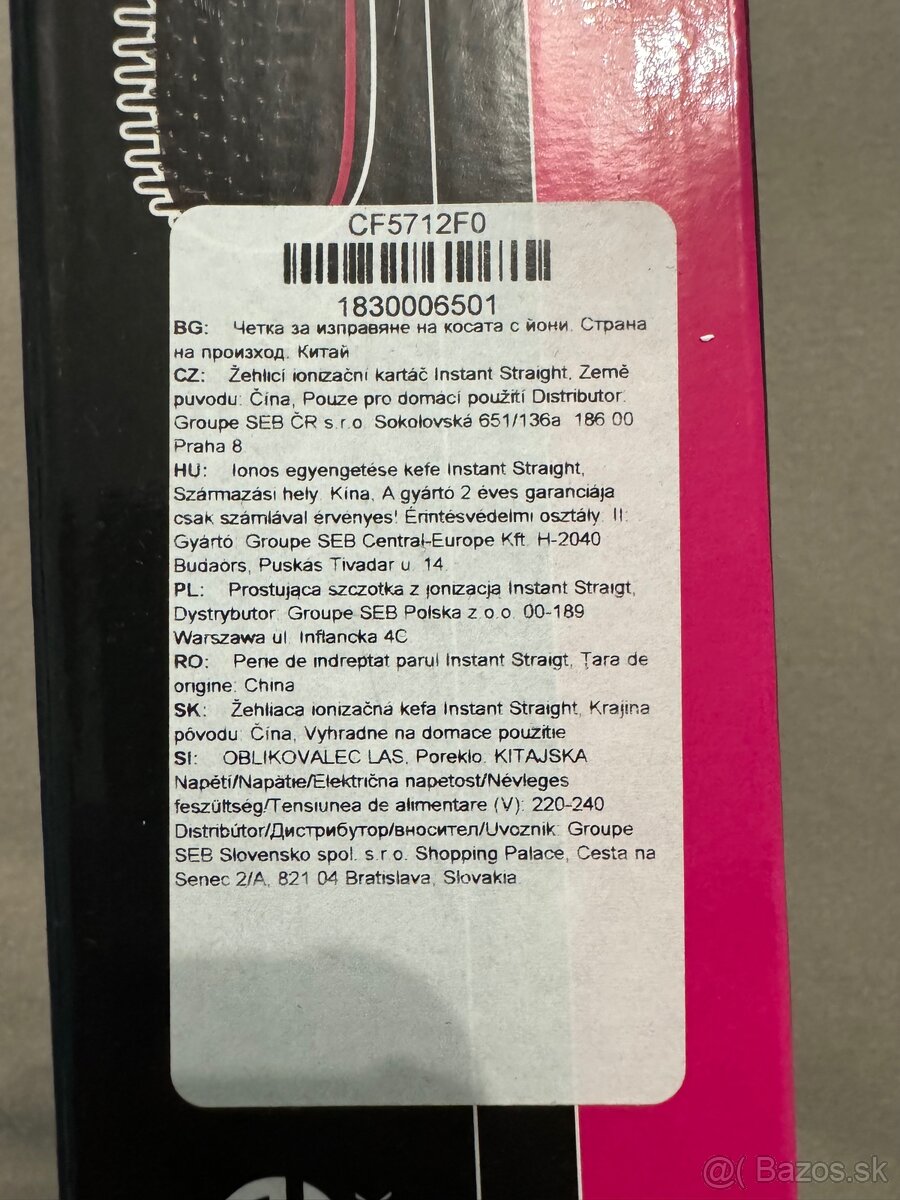 CF5712F0
1830006501
BG: Четка за изправяне на косата с йони. Страна
на произход. Китай
CZ: Žehlicí ionizační kartáč Instant Straight, Země
puvodu: Čína, Pouze pro domácí použití Distributor:
Groupe SEB ČR s.r.o. Sokolovská 651/136a 186 00
Praha 8
HU: Ionos egyengetése kefe Instant Straight,
Származási hely. Kína, A gyártó 2 éves garanciája
csak számlával érvényes! Érintésvédelmi osztály. II.
Gyártó: Groupe SEB Central-Europe Kft. H-2040
Budaörs, Puskás Tivadar u. 14.
PL: Prostująca szczotka z jonizacją Instant Straigt,
Dystrybutor: Groupe SEB Polska z.o.o. 00-189
Warszawa ul. Inflancka 4C
RO: Perie de indreptat parul Instant Straigt, Țara de
origine: China
SK: Žehliaca ionizačná kefa Instant Straight, Krajina
pôvodu: Čína, Vyhradne na domace použitie
SI: OBLIKOVALEC LAS, Poreklo: KITAJSKA
Napětí/Napätie/Električna napetost/Névleges
feszültség/Tensiunea de alimentare (V): 220-240
Distribútor/Дистрибутор/вносител/Uvoznik: Groupe
SEB Slovensko spol. s.r.o. Shopping Palace, Cesta na
Senec 2/A, 821 04 Bratislava, Slovakia.
@( Bazos.sk